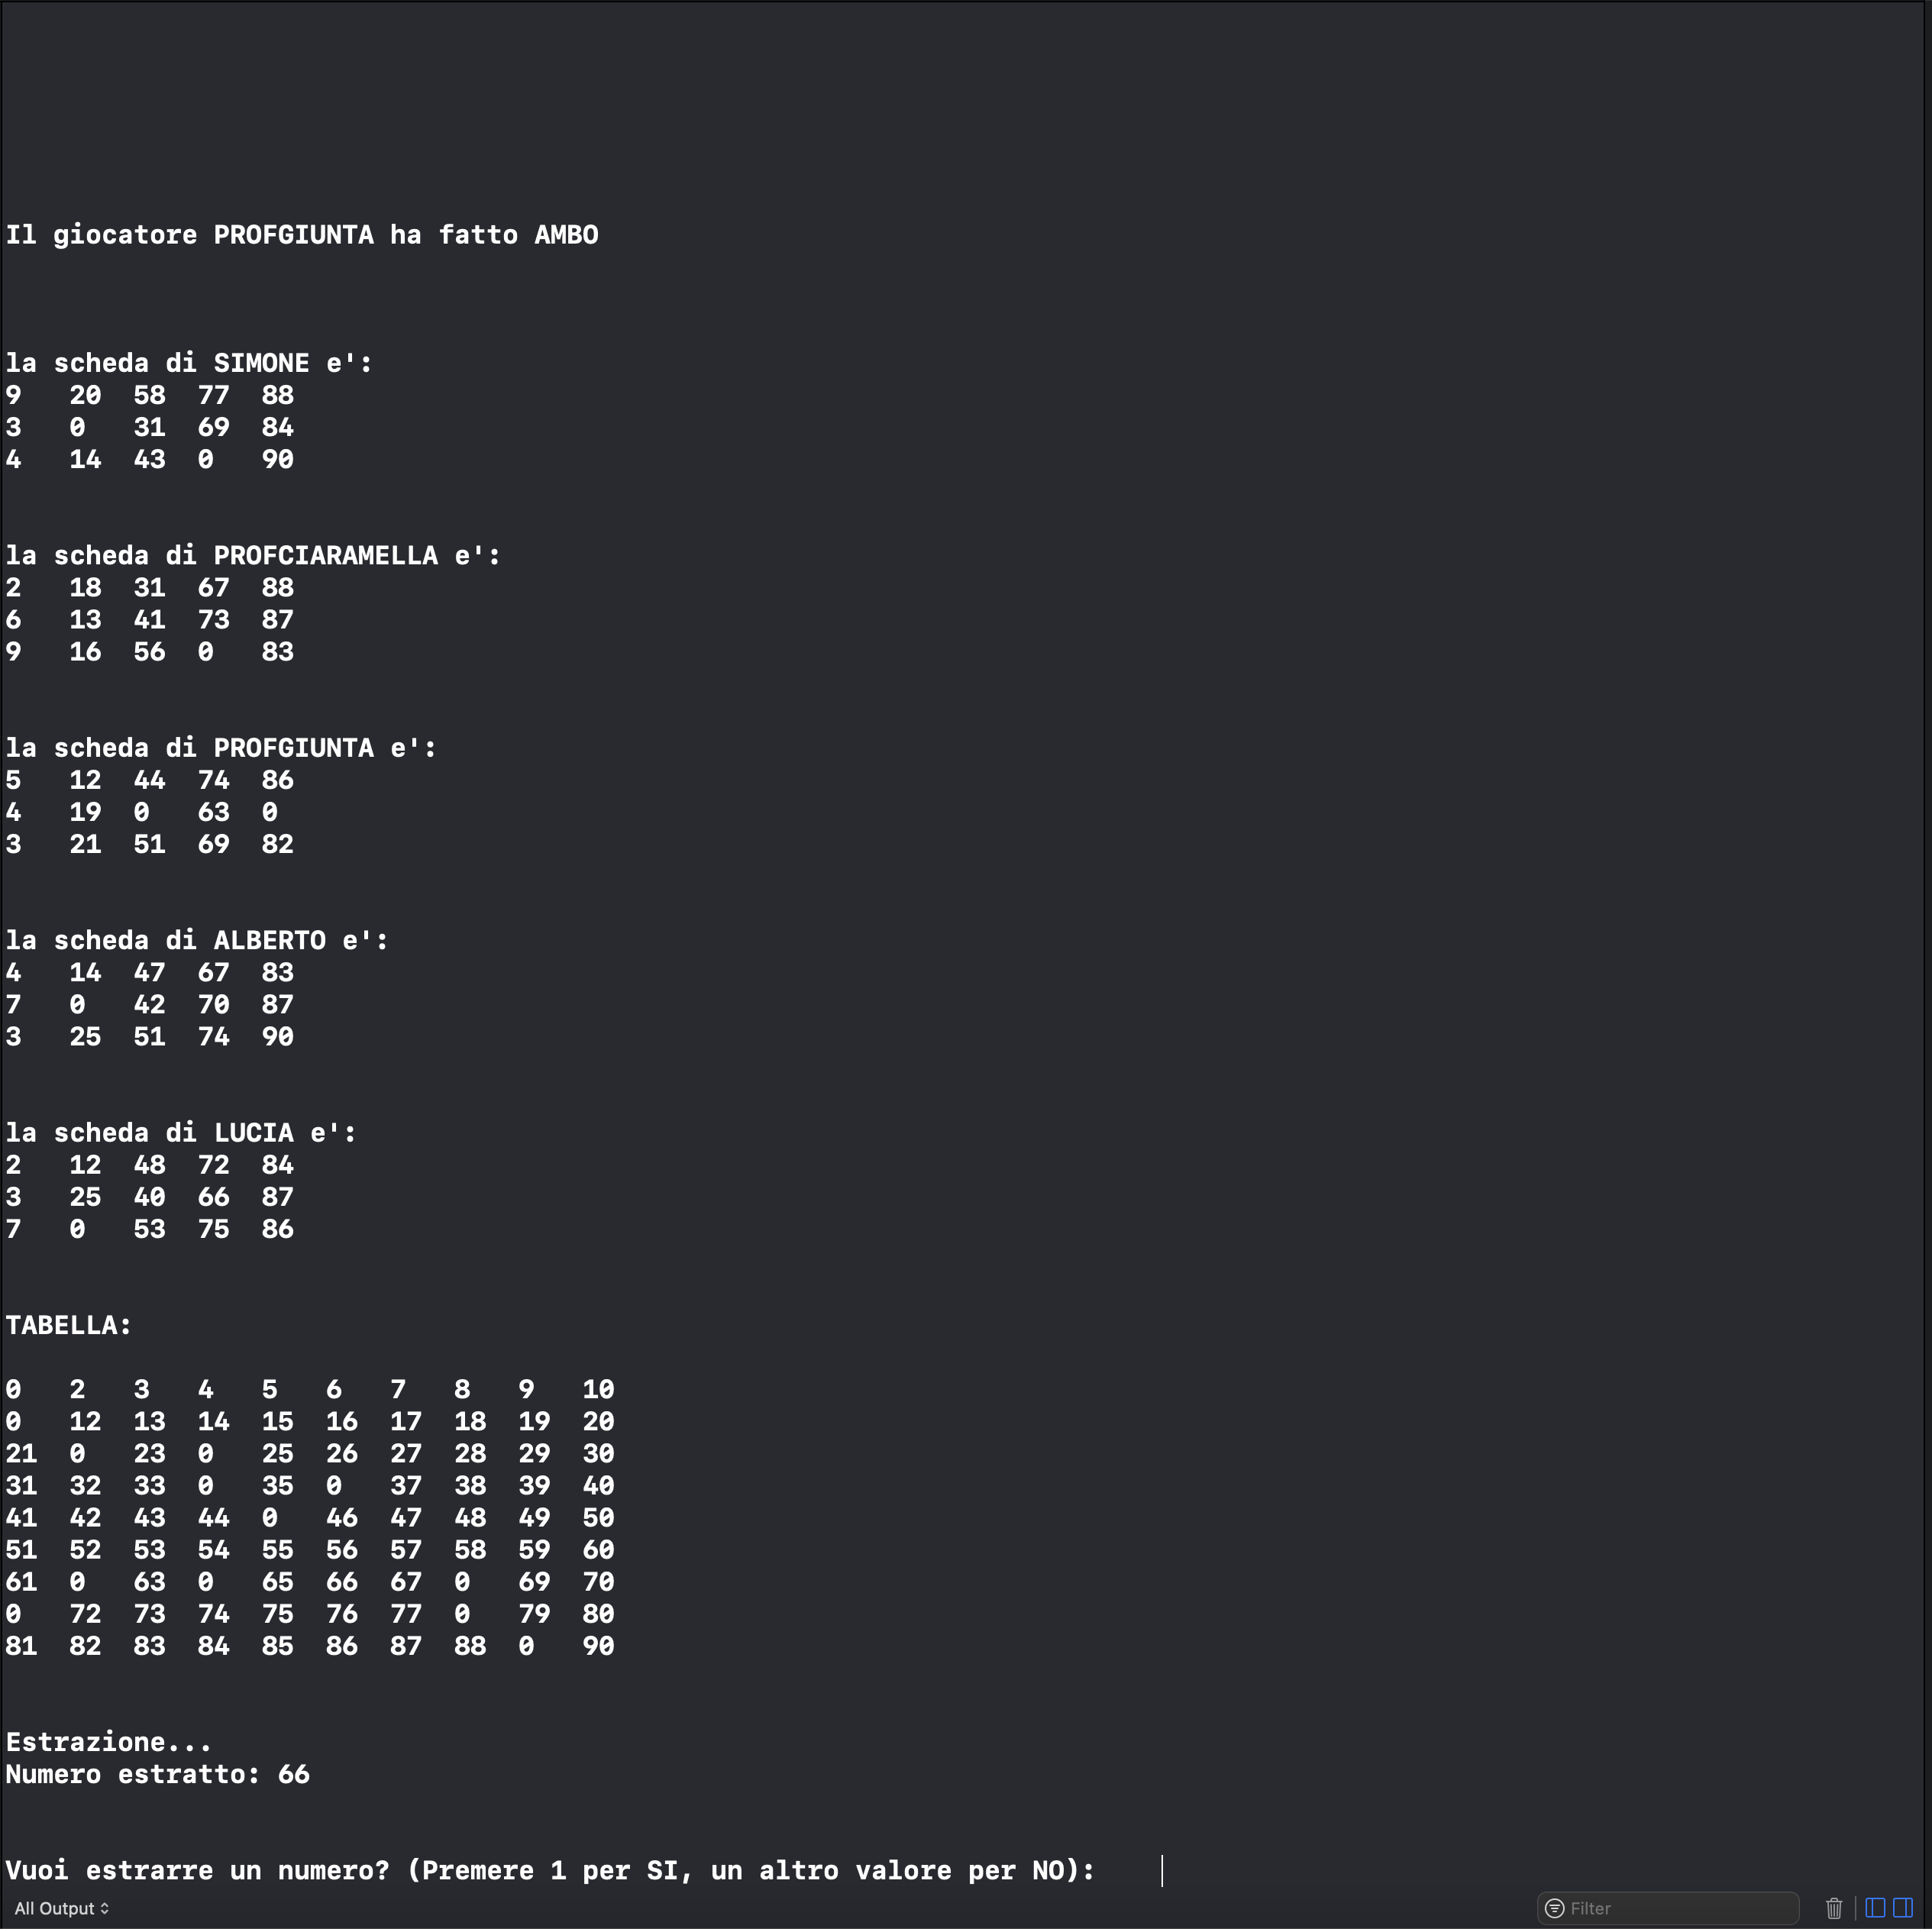 Il giocatore PROFGIUNTA ha fatto AMBO
la scheda di SIMONE e':
9 20 58 77 88
3 0 31 69 84
4 14 43 0 90
la scheda di PROFCIARAMELLA e':
2 18 31 67 88
6 13 41 73 87
9 16 56 0 83
la scheda di PROFGIUNTA e':
5 12 44 74 86
4 19 0 63 0
3 21 51 69 82
la scheda di ALBERTO e':
4 14 47 67 83
7 0 42 70 87
3 25 51 74 90
la scheda di LUCIA e':
2 12 48 72 84
3 25 40 66 87
7 0 53 75 86
TABELLA:
0 2 3 4 5 6 7 8 9 10
0 12 13 14 15 16 17 18 19 20
21 0 23 0 25 26 27 28 29 30
31 32 33 0 35 0 37 38 39 40
41 42 43 44 0 46 47 48 49 50
51 52 53 54 55 56 57 58 59 60
61 0 63 0 65 66 67 0 69 70
0 72 73 74 75 76 77 0 79 80
81 82 83 84 85 86 87 88 0 90
Estrazione...
Numero estratto: 66
Vuoi estrarre un numero? (Premere 1 per SI, un altro valore per NO):
All Output
Filter